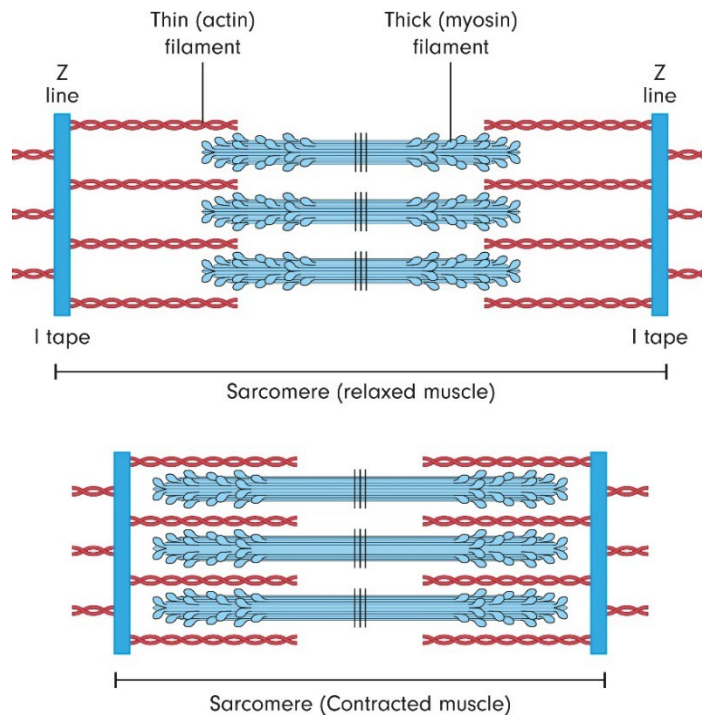 Thin (actin)
filament
Thick (myosin)
filament
Z
line
Z
line
I tape
I tape
Sarcomere (relaxed muscle)
Sarcomere (Contracted muscle)